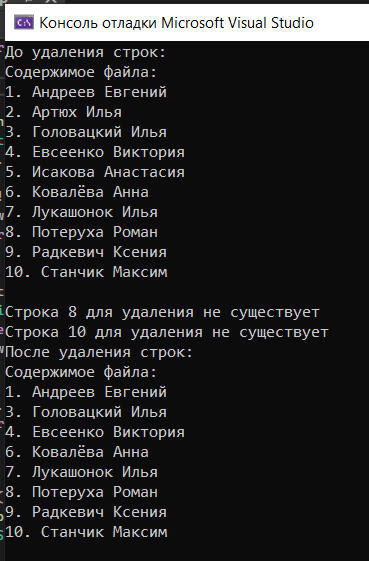 Консоль отладки Microsoft Visual Studio
До удаления строк:
Содержимое файла:
1. Андреев Евгений
2. Артюх Илья
3. Головацкий Илья
4. Евсеенко Виктория
5. Исакова Анастасия
6. Ковалёва Анна
7. Лукашонок Илья
8. Потеруха Роман
9. Радкевич Ксения
10. Станчик Максим
Строка 8 для удаления не существует
Строка 10 для удаления не существует
После удаления строк:
Содержимое файла:
1. Андреев Евгений
3. Головацкий Илья
4. Евсеенко Виктория
6. Ковалёва Анна
7. Лукашонок Илья
8. Потеруха Роман
9. Радкевич Ксения
10. Станчик Максим